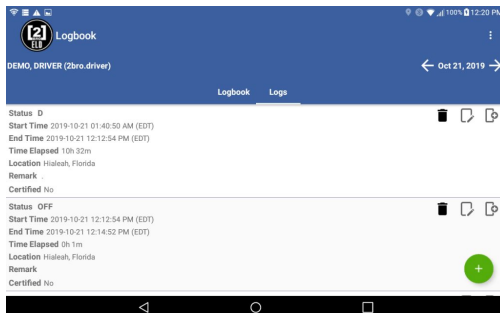 100% 12:20 PM
[2]
ELD
Logbook
DEMO, DRIVER (2bro.driver)
Oct 21, 2019
Logbook Logs
Status D
Start Time 2019-10-21 01:40:50 AM (EDT)
End Time 2019-10-21 12:12:54 PM (EDT)
Time Elapsed 10h 32m
Location Hialeah, Florida
Remark .
Certified No
Status OFF
Start Time 2019-10-21 12:12:54 PM (EDT)
End Time 2019-10-21 12:14:52 PM (EDT)
Time Elapsed 0h 1m
Location Hialeah, Florida
Remark
Certified No